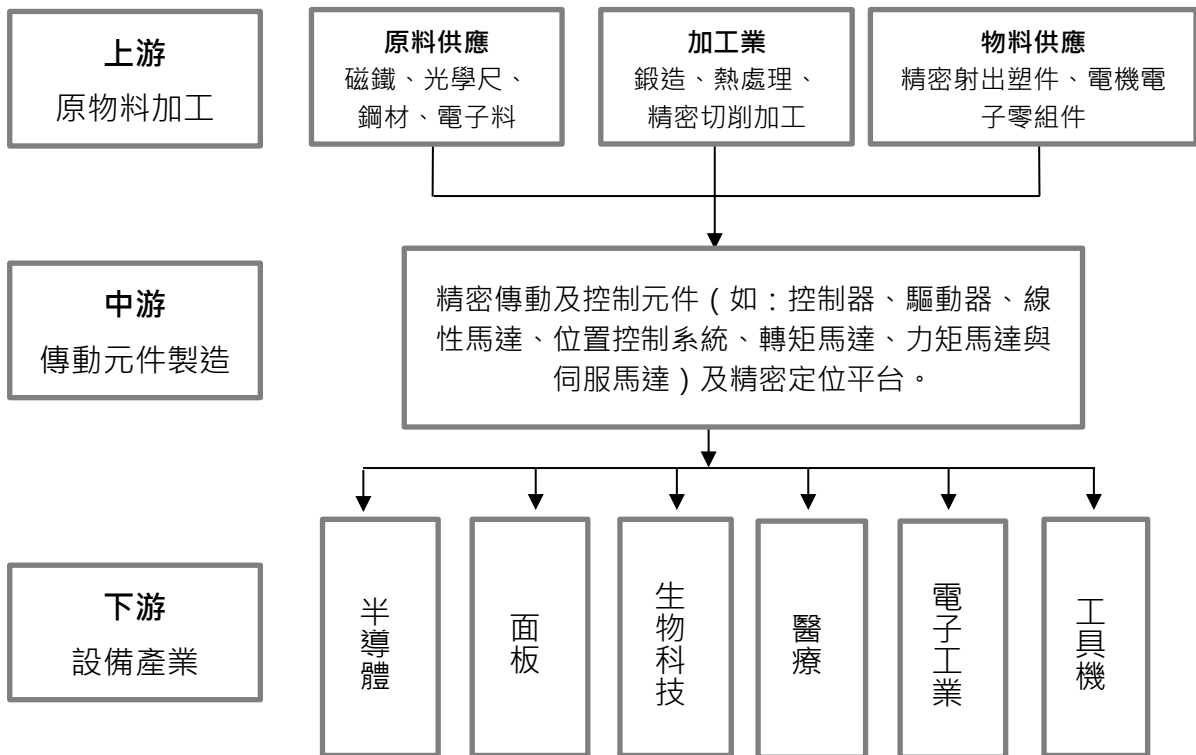 上游
原物料加工
原料供應
磁鐵、光學尺、
鋼材、電子料
加工業
鍛造、熱處理、
精密切削加工
物料供應
精密射出塑件、電機電
子零組件
中游
傳動元件製造
精密傳動及控制元件（如：控制器、驅動器、線
性馬達、位置控制系統、轉矩馬達、力矩馬達與
伺服馬達）及精密定位平台。
下游
設備產業
半導體
面板
生物科技
醫療
電子工業
工具機